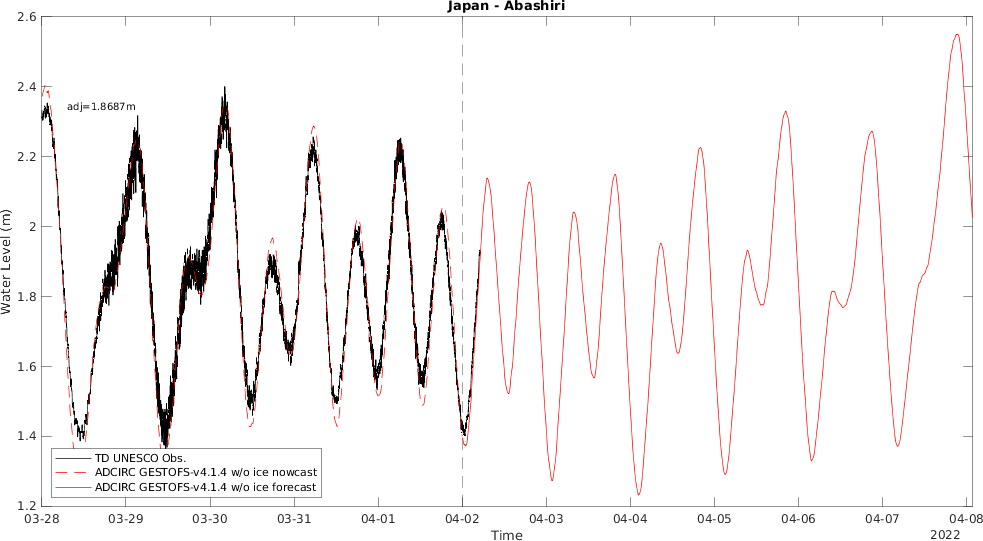 Japan - Abashiri
2.6
2.4
2.2
2
1.8
1.6
1.4
1.2
Water Level (m)
adj=1.8687m
TD UNESCO Obs.
ADCIRC GESTOFS-v4.1.4 w/o ice nowcast
ADCIRC GESTOFS-v4.1.4 w/o ice forecast
03-28 03-29 03-30 03-31 04-01 04-02 04-03 04-04 04-05 04-06 04-07 04-08
Time
2022